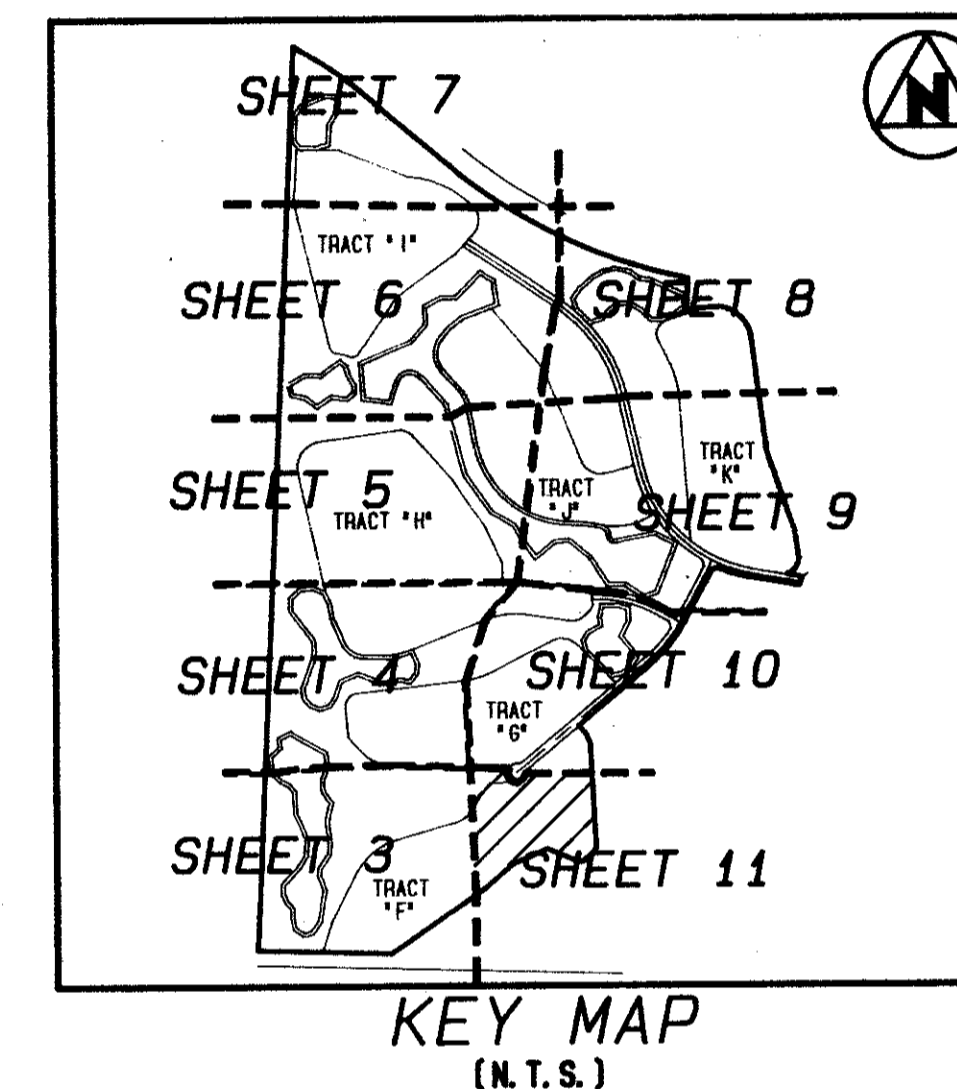 SHEET 7
N
TRACT "I"
SHEET 6
SHEET 8
TRACT
"K"
SHEET 5
TRACT "H"
TRACT
"J"
SHEET 9
SHEET 4
SHEET 10
TRACT
"G"
SHEET 3
TRACT
"F"
SHEET 11
KEY MAP
(N. T. S.)